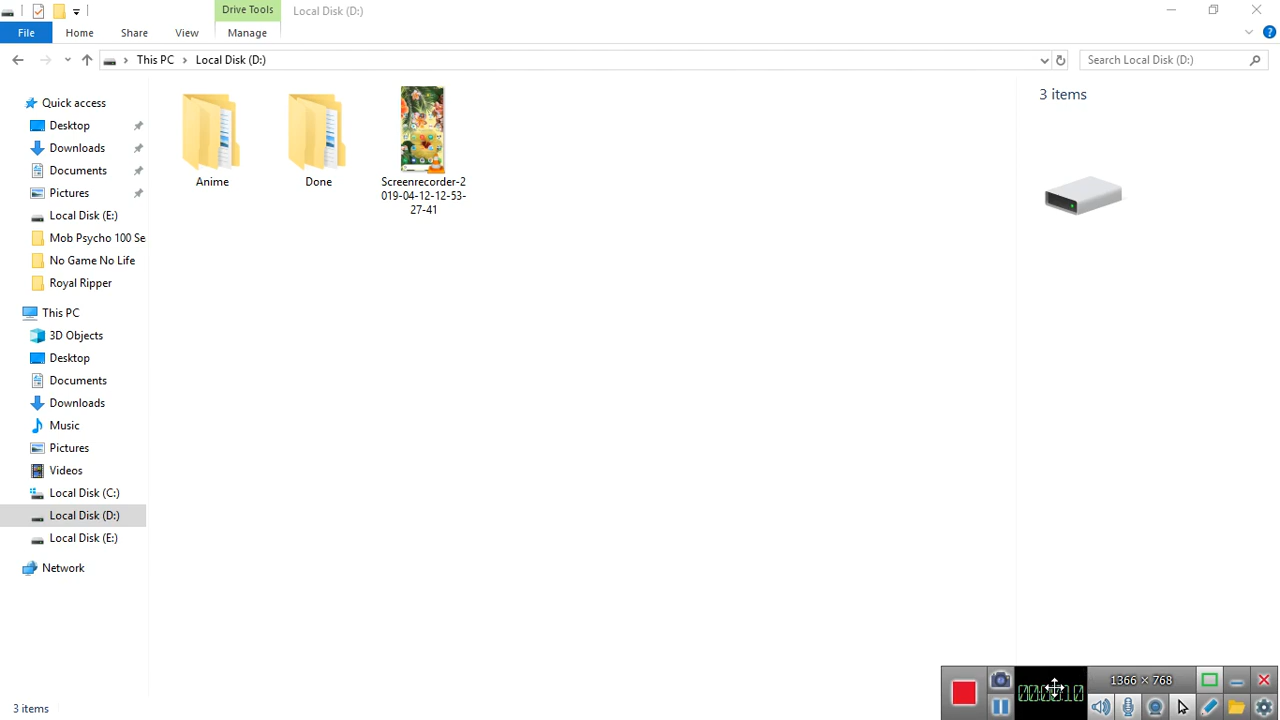 Drive Tools
Local Disk (D:)
File
Home
Share
View
Manage
This PC
Local Disk (D:)
Search Local Disk (D:)
Quick access
Desktop
Downloads
Documents
Pictures
Local Disk (E:)
Mob Psycho 100 Se
No Game No Life
Royal Ripper
This PC
3D Objects
Desktop
Documents
Downloads
Music
Pictures
Videos
Local Disk (C:)
Local Disk (D:)
Local Disk (E:)
Network
Anime
Done
Screenrecorder-2
019-04-12-12-53-
27-41
3 items
1366 × 768
3 items